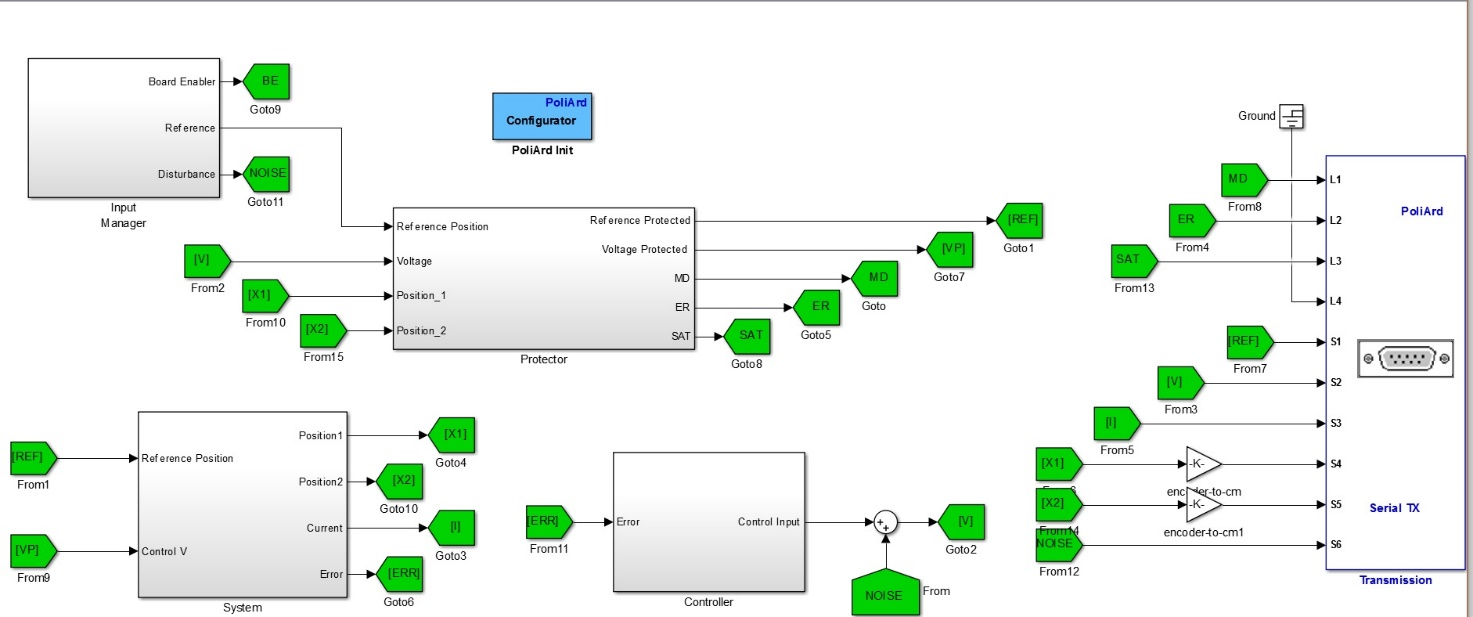 Board Enabler
BE
Goto9
Reference
Disturbance
NOISE
Goto11
Input
Manager
PoliArd
Configurator
PoliArd Init
Reference Position
Voltage
Position_1
Position_2
Reference Protected
Voltage Protected
MD
ER
SAT
Protector
[V]
From2
[X1]
From10
[X2]
From15
[REF]
Goto1
[VP]
Goto7
MD
Goto
ER
Goto5
SAT
Goto8
Ground
MD
From8
ER
From4
SAT
From13
[REF]
From7
[V]
From3
[I]
From5
[X1]
-K-
encoder-to-cm
[X2]
From14
-K-
encoder-to-cm1
NOISE
From12
L1
L2
L3
L4
S1
S2
S3
S4
S5
S6
PoliArd
Serial TX
Transmission
[REF]
From1
[VP]
From9
Reference Position
Control V
Position1
Position2
Current
Error
System
[X1]
Goto4
[X2]
Goto10
[I]
Goto3
[ERR]
Goto6
[ERR]
From11
Error
Control Input
Controller
+
+
[V]
Goto2
NOISE
From